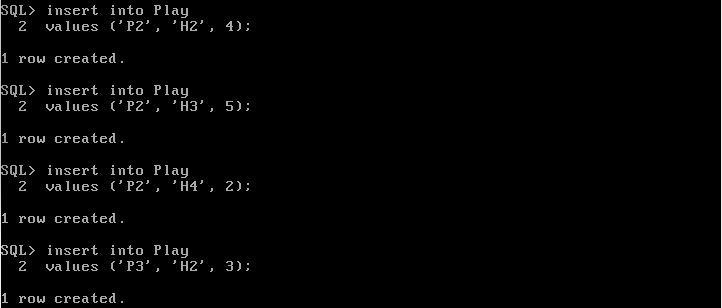 SQL> insert into Play
  2  values ('P2', 'H2', 4);
1 row created.
SQL> insert into Play
  2  values ('P2', 'H3', 5);
1 row created.
SQL> insert into Play
  2  values ('P2', 'H4', 2);
1 row created.
SQL> insert into Play
  2  values ('P3', 'H2', 3);
1 row created.